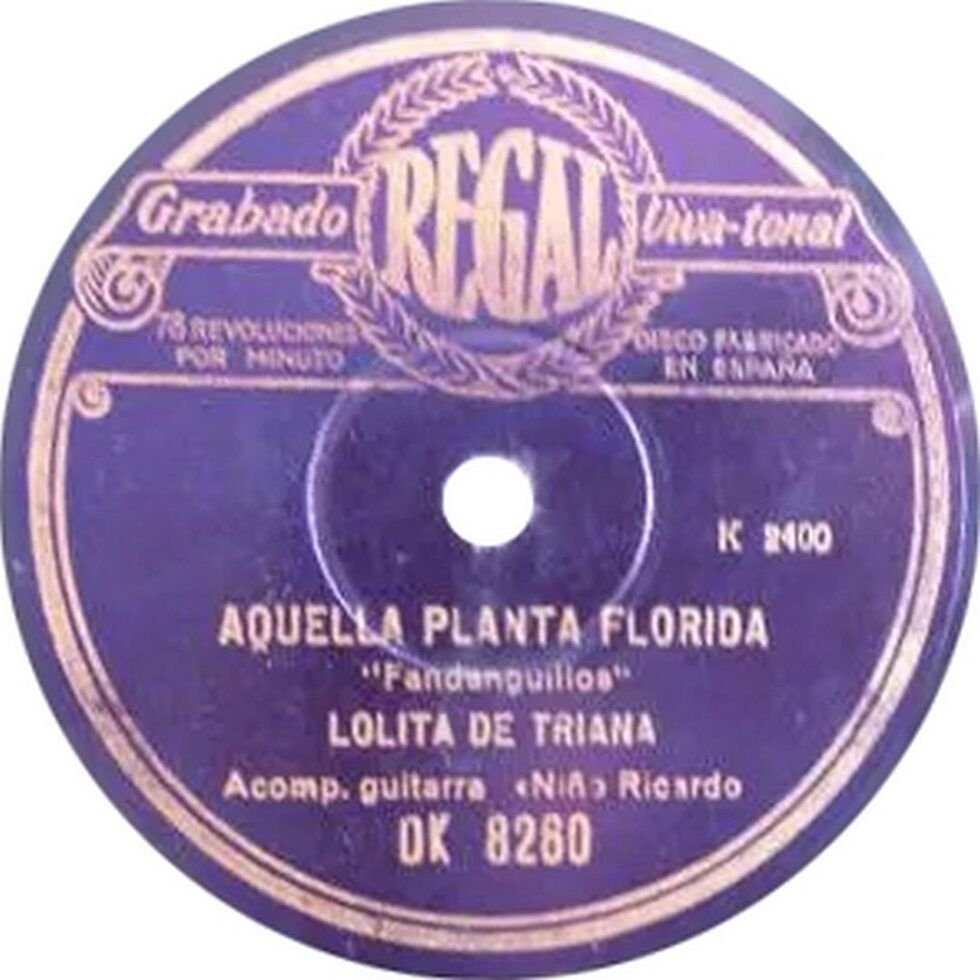 REGAL
Grabado Viva-tonal
78 REVOLUCIONES POR MINUTO
DISCO FABRICADO EN ESPAÑA
K 2400
AQUELLA PLANTA FLORIDA
"Fandanguillos"
LOLITA DE TRIANA
Acomp. guitarra «Niño Ricardo
OK 8260